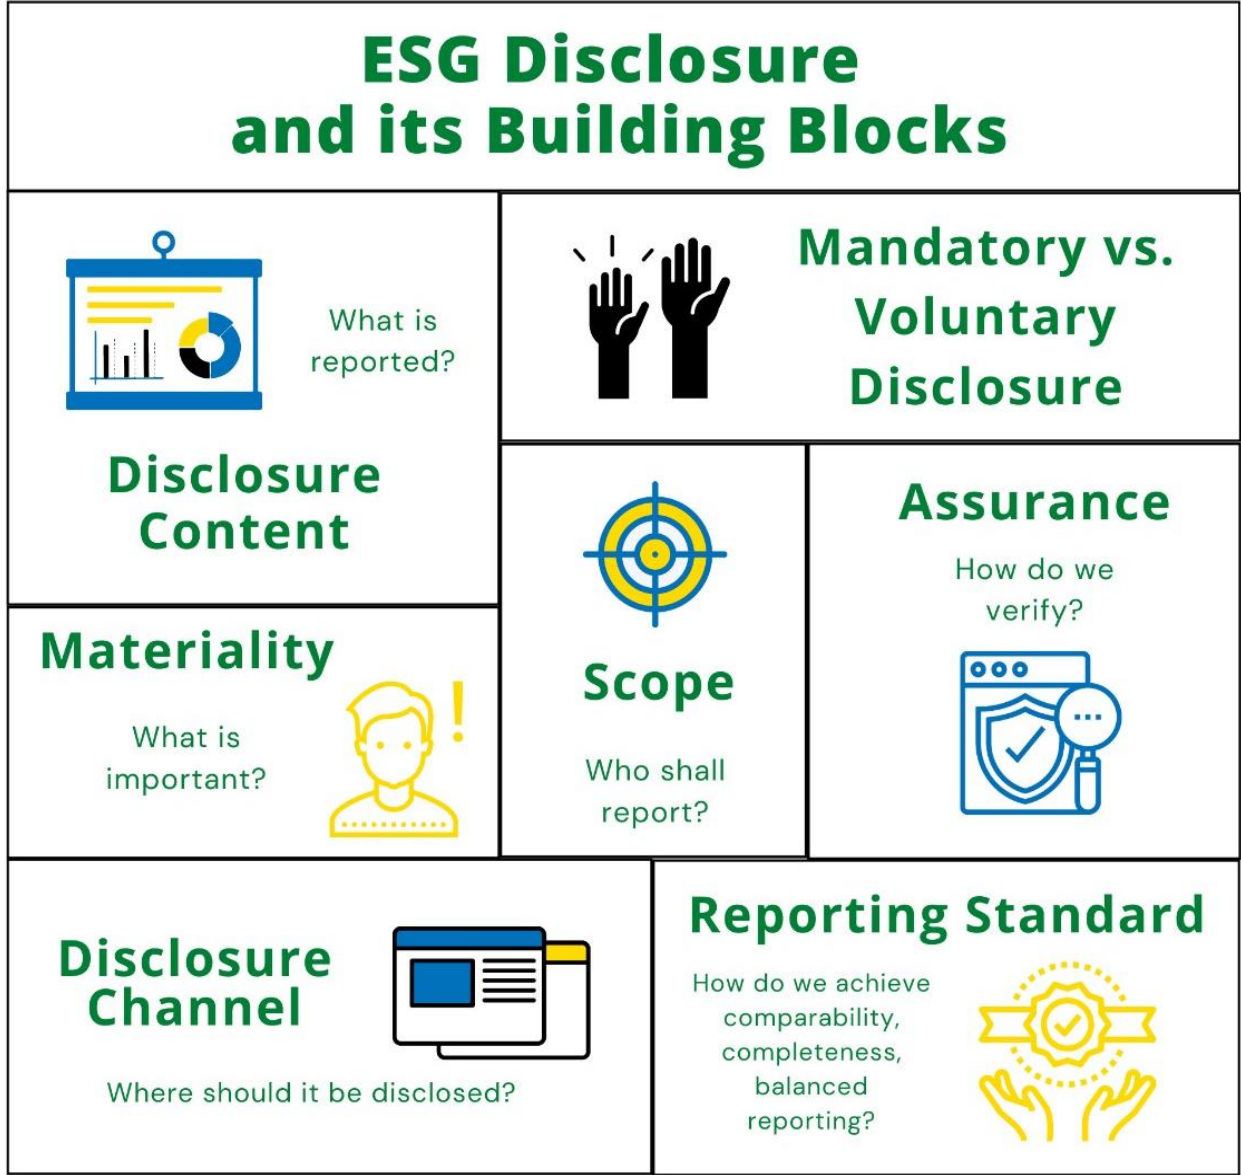 ESG Disclosure
and its Building Blocks
What is
reported?
Disclosure
Content
Mandatory vs.
Voluntary
Disclosure
Materiality
What is
important?
Scope
Who shall
report?
Assurance
How do we
verify?
Disclosure
Channel
Where should it be disclosed?
Reporting Standard
How do we achieve
comparability,
completeness,
balanced
reporting?